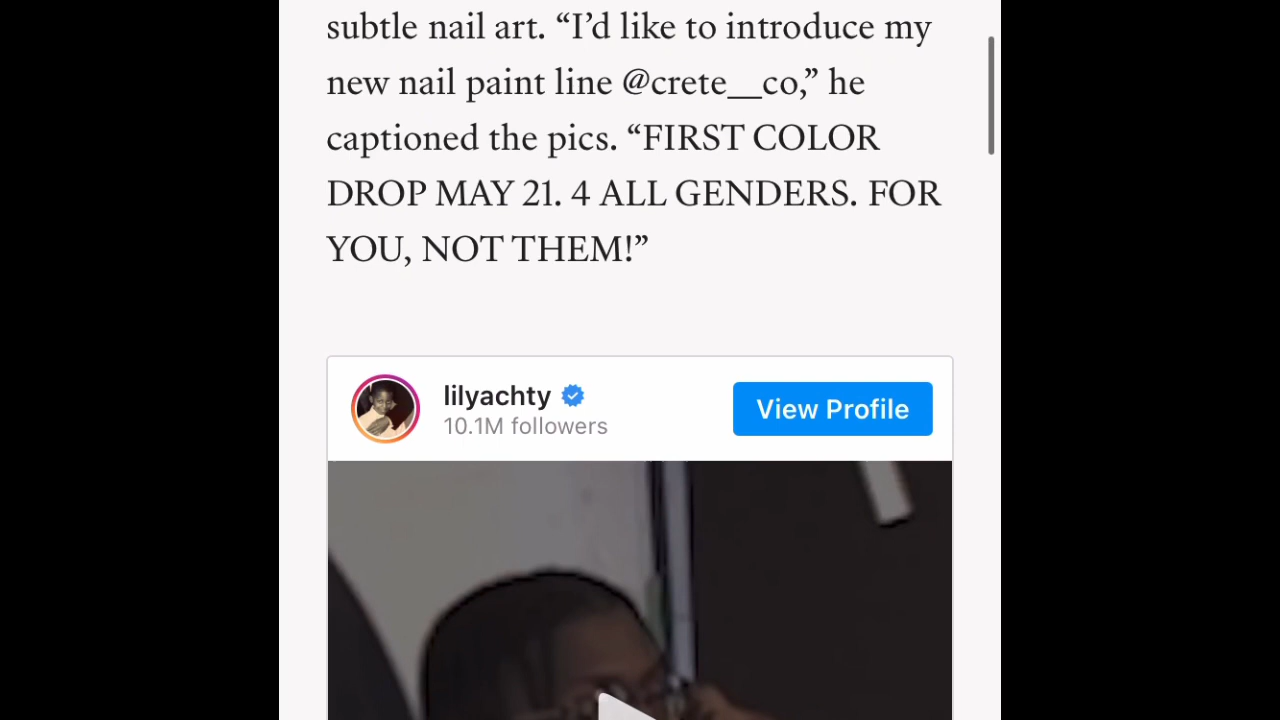 subtle nail art. “I’d like to introduce my
new nail paint line @crete__co,” he
captioned the pics. “FIRST COLOR
DROP MAY 21. 4 ALL GENDERS. FOR
YOU, NOT THEM!”
lilyachty
10.1M followers
View Profile